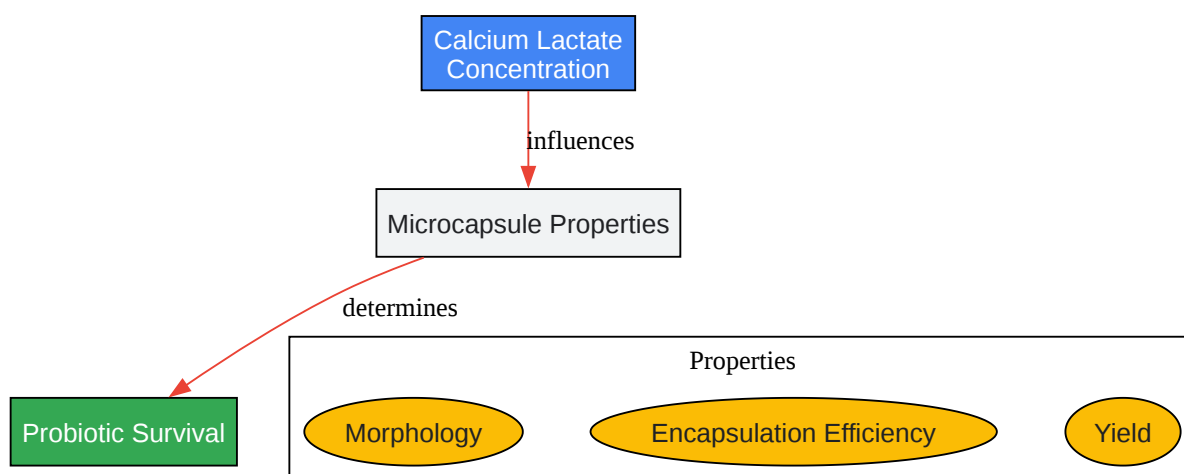 Calcium Lactate
Concentration
influences
Microcapsule Properties
determines
Properties
Probiotic Survival
Morphology
Encapsulation Efficiency
Yield